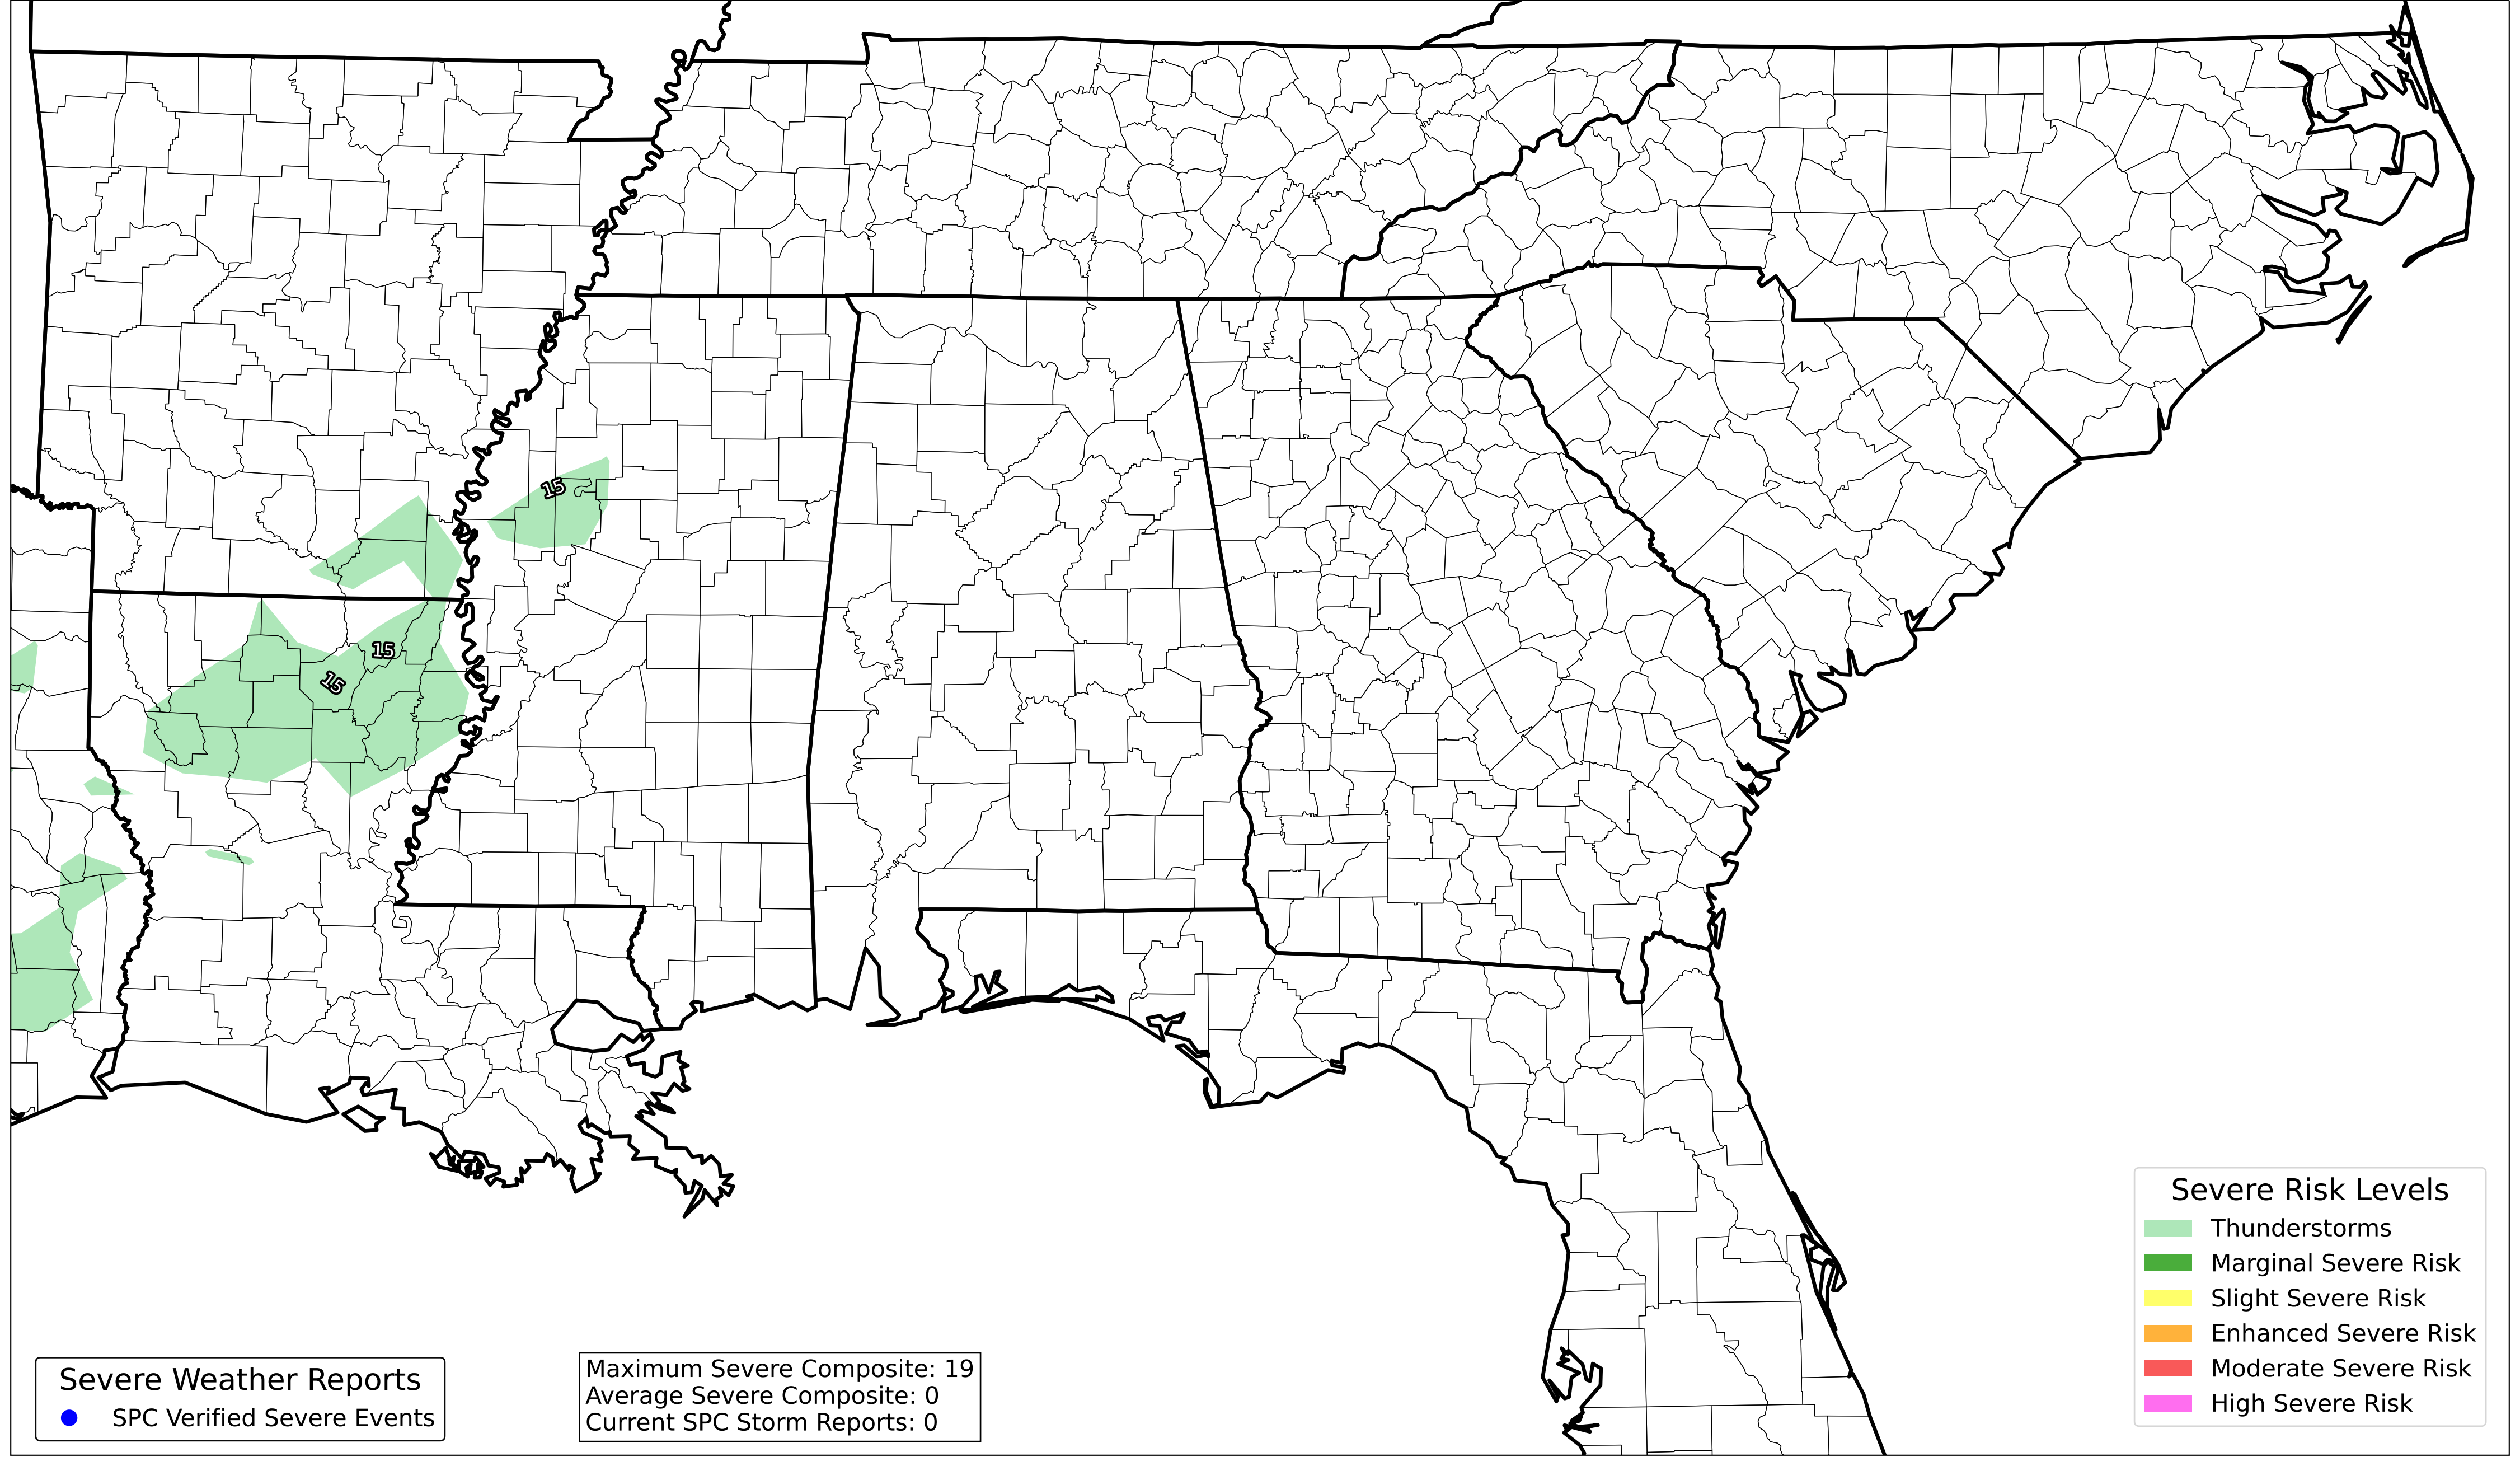 15
15
15
Severe Risk Levels
Thunderstorms
Marginal Severe Risk
Slight Severe Risk
Enhanced Severe Risk
Moderate Severe Risk
High Severe Risk
Severe Weather Reports
SPC Verified Severe Events
Maximum Severe Composite: 19
Average Severe Composite: 0
Current SPC Storm Reports: 0